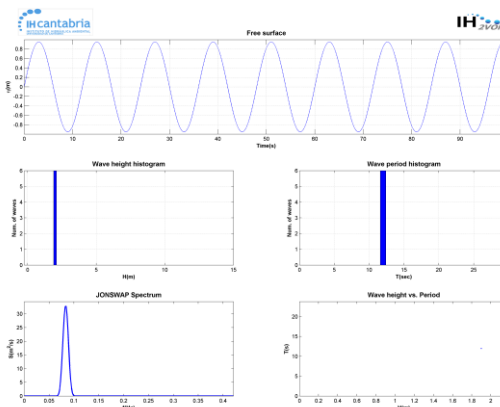 IHcantabria
IH
2VOF
Free surface
0.8
0.6
0.4
0.2
0
-0.2
-0.4
-0.6
-0.8
0 10 20 30 40 50 60 70 80 90
Time(s)
Wave height histogram
Wave period histogram
Num. of waves
6
5
4
3
2
1
0
0 5 10 15
H(m)
Num. of waves
6
5
4
3
2
1
0
0 5 10 15 20 25
T(sec)
JONSWAP Spectrum
Wave height vs. Period
30
25
20
15
10
5
0
0 0.05 0.1 0.15 0.2 0.25 0.3 0.35 0.4
T(s)
20
15
10
5
0
0 0.2 0.4 0.6 0.8 1 1.2 1.4 1.6 1.8 2